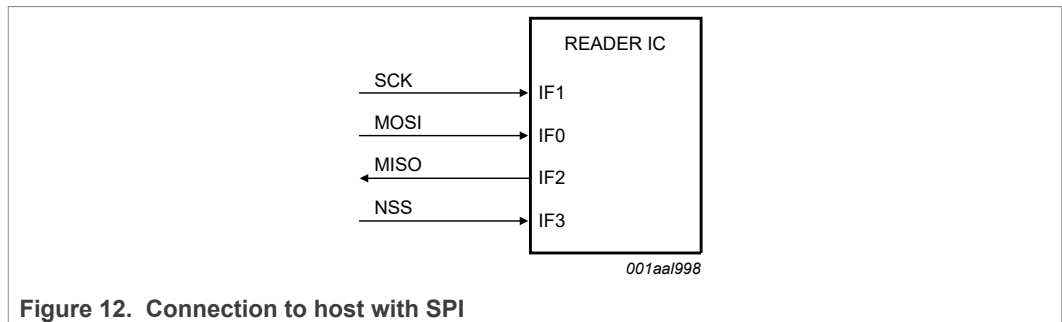 READER IC
SCK
IF1
MOSI
IF0
MISO
IF2
NSS
IF3
001aal998
Figure 12. Connection to host with SPI